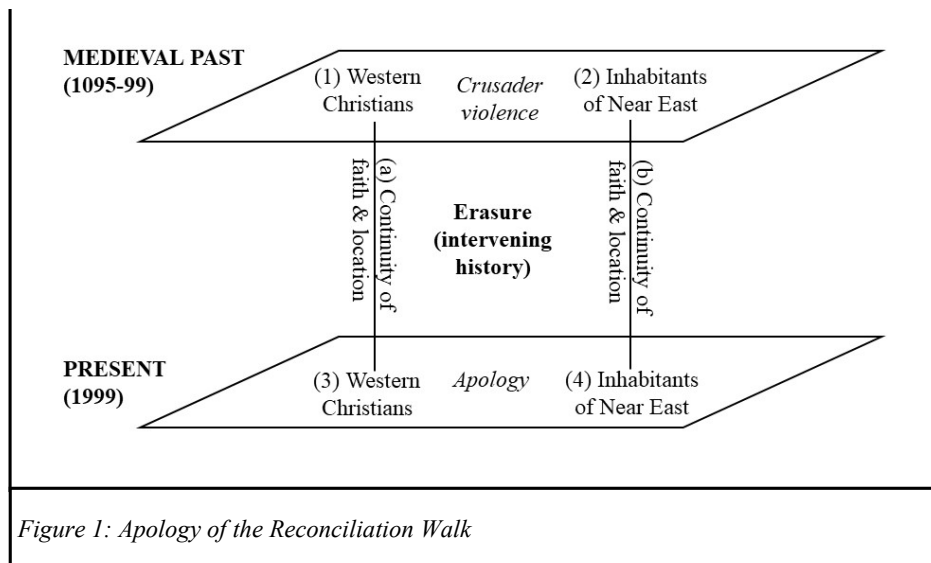 MEDIEVAL PAST
(1095-99)
(1) Western
Christians
Crusader
violence
(2) Inhabitants
of Near East
(a) Continuity of
faith & location
Erasure
(intervening
history)
(b) Continuity of
faith & location
PRESENT
(1999)
(3) Western
Christians
Apology
(4) Inhabitants
of Near East
Figure 1: Apology of the Reconciliation Walk